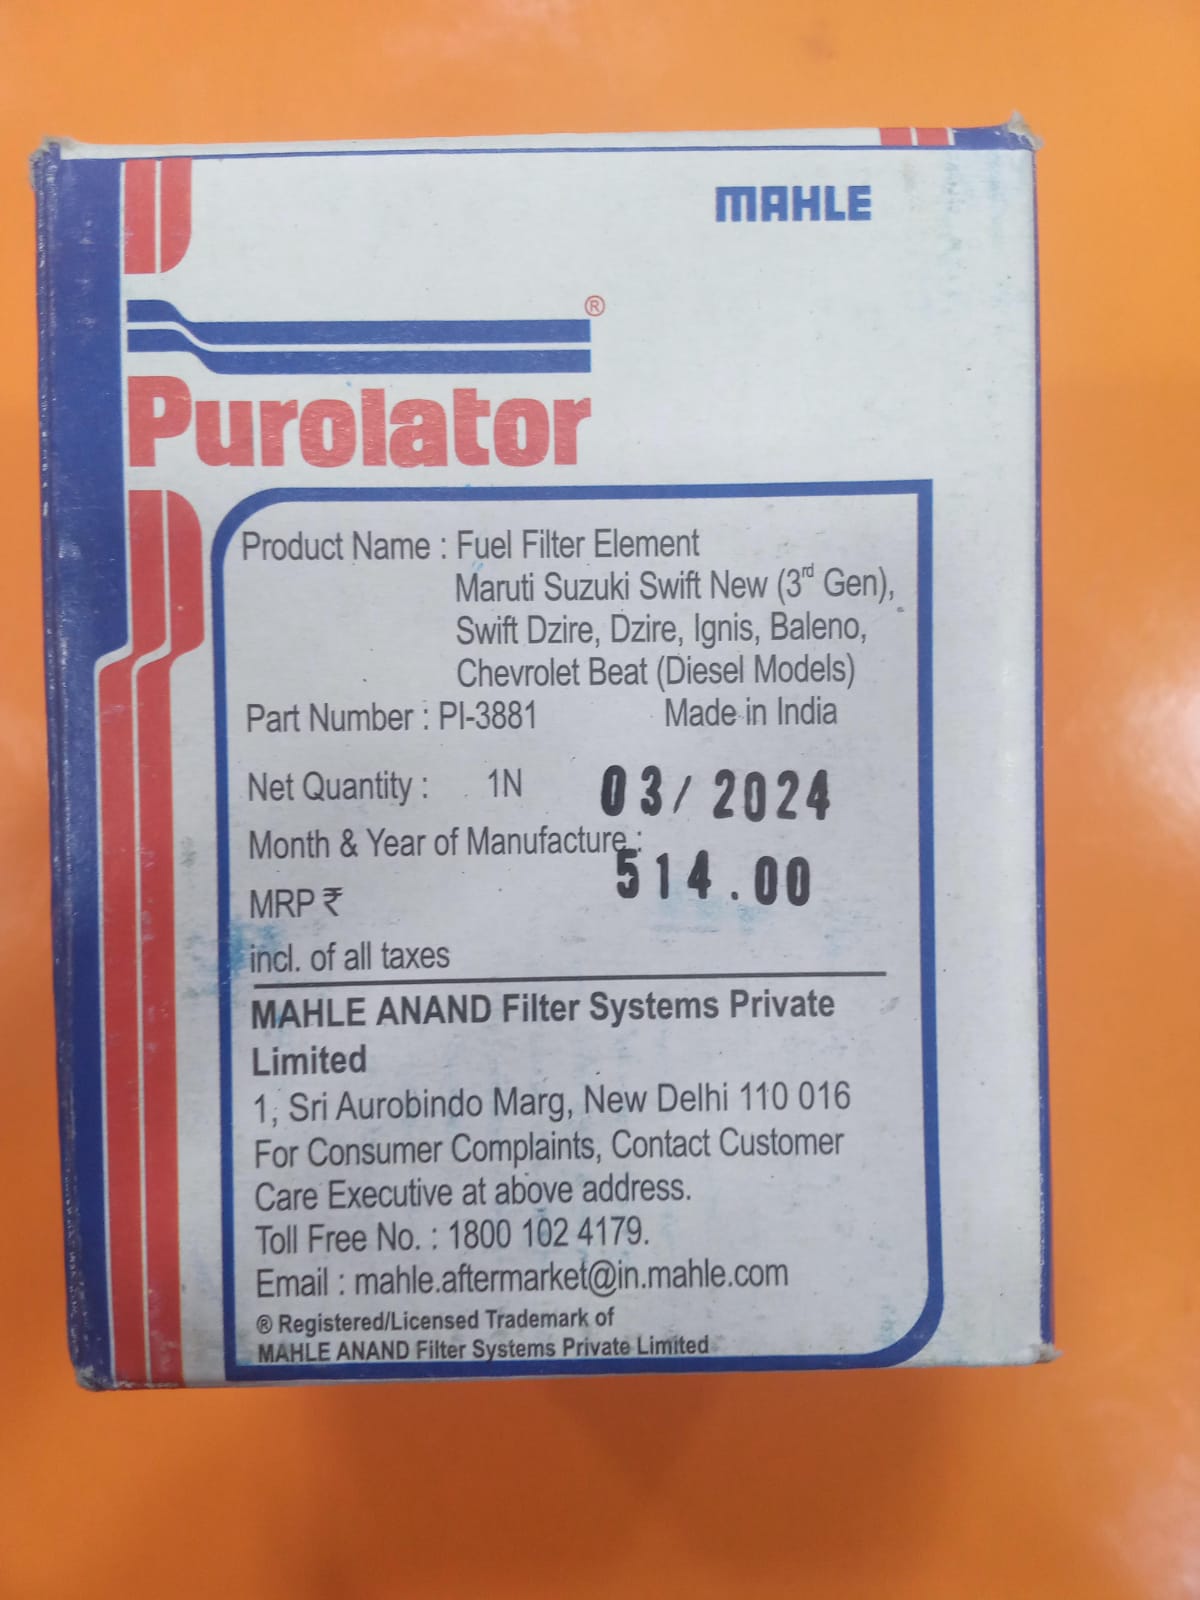 MAHLE
®
Purolator
Product Name : Fuel Filter Element
Maruti Suzuki Swift New (3rd Gen),
Swift Dzire, Dzire, Ignis, Baleno,
Chevrolet Beat (Diesel Models)
Part Number : PI-3881 Made in India
Net Quantity : 1N 03/2024
Month & Year of Manufacture :
MRP ₹ 514.00
incl. of all taxes
MAHLE ANAND Filter Systems Private
Limited
1, Sri Aurobindo Marg, New Delhi 110 016
For Consumer Complaints, Contact Customer
Care Executive at above address.
Toll Free No. : 1800 102 4179.
Email : mahle.aftermarket@in.mahle.com
® Registered/Licensed Trademark of
MAHLE ANAND Filter Systems Private Limited